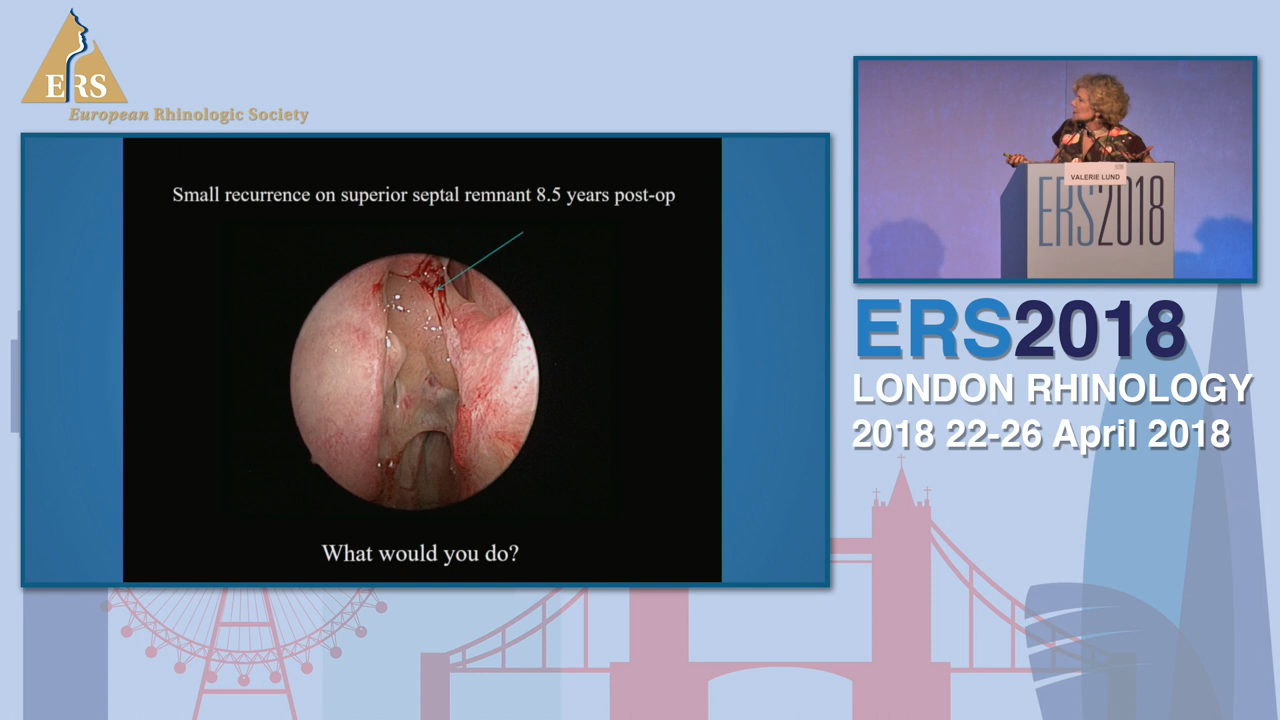 ERS
European Rhinologic Society
Small recurrence on superior septal remnant 8.5 years post-op
What would you do?
VALERIE LUND
ERS2018
ERS2018
LONDON RHINOLOGY
2018 22-26 April 2018